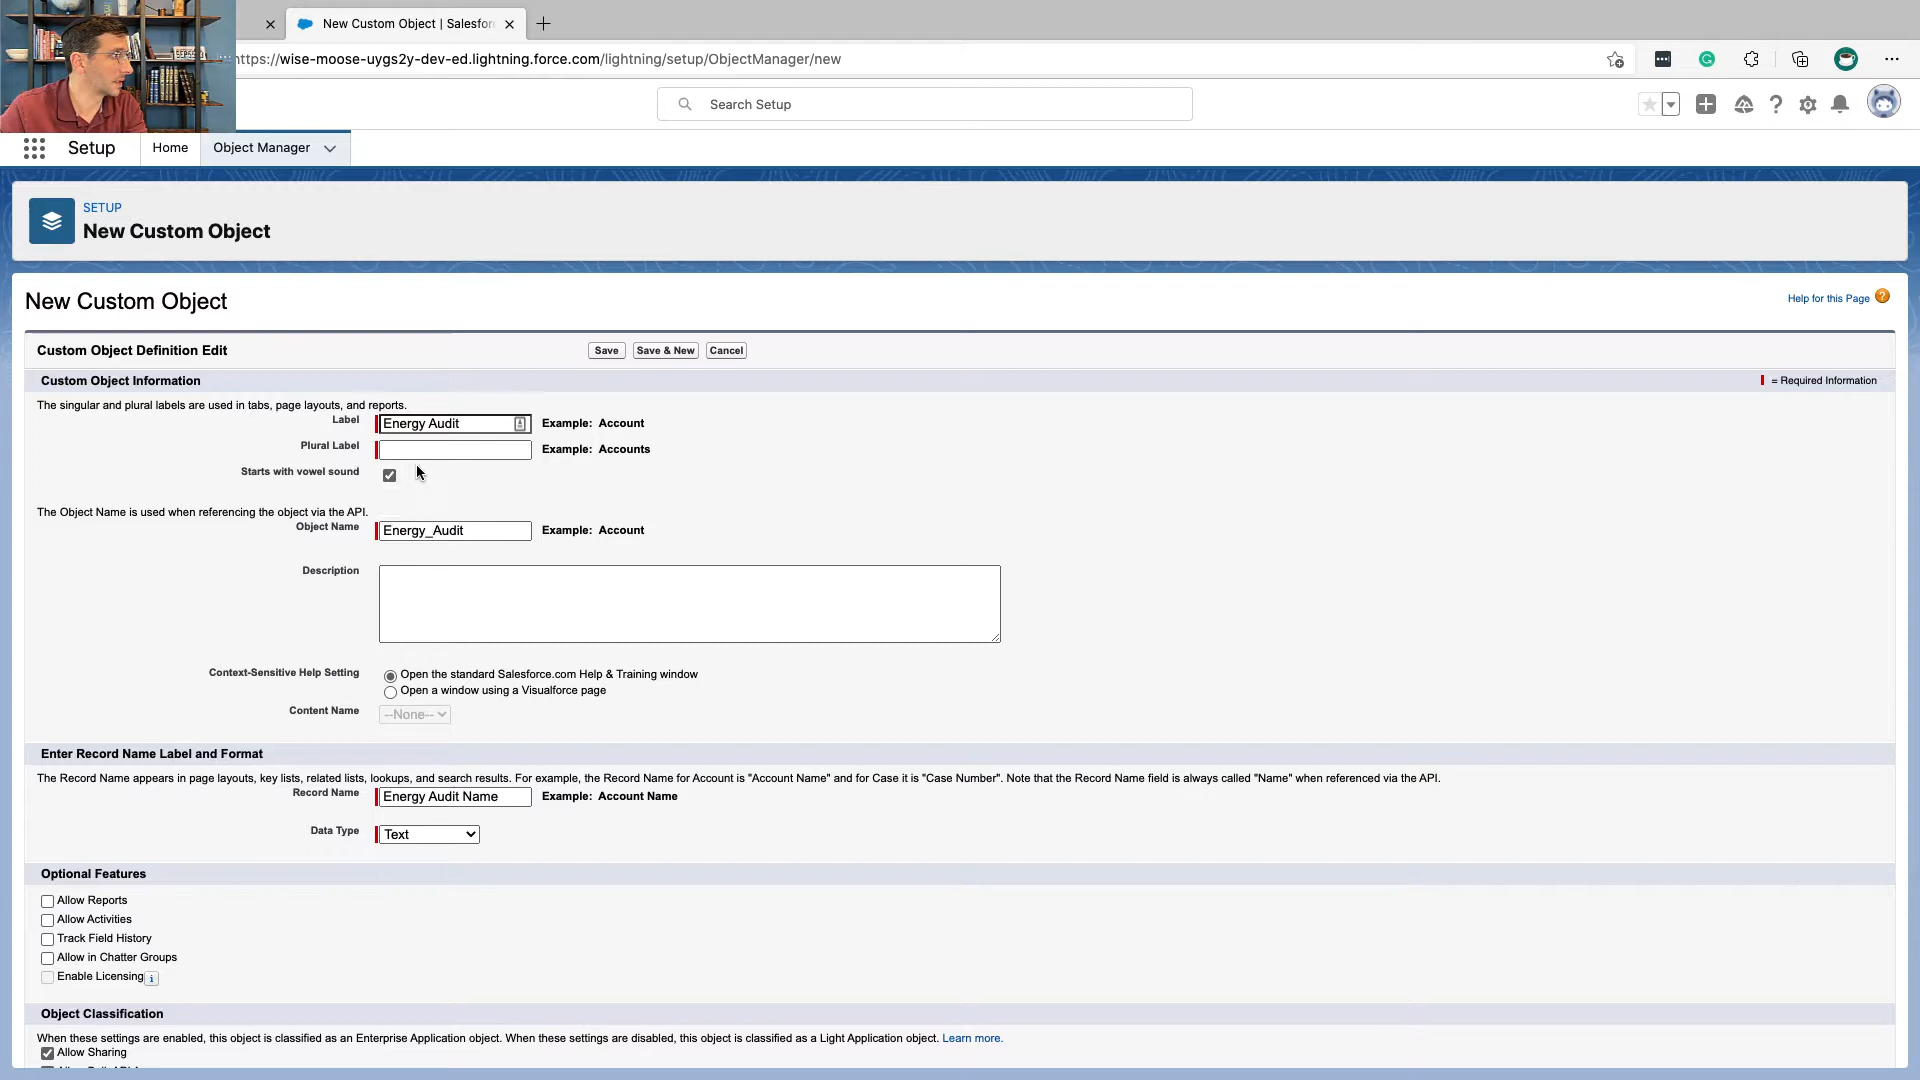 New Custom Object | Salesfor
https://wise-moose-uygs2y-dev-ed.lightning.force.com/lightning/setup/ObjectManager/new
Search Setup
Setup
Home
Object Manager
SETUP
New Custom Object
New Custom Object
Help for this Page
Custom Object Definition Edit
Save
Save & New
Cancel
Custom Object Information
= Required Information
The singular and plural labels are used in tabs, page layouts, and reports.
Label
Energy Audit
Example: Account
Plural Label
Example: Accounts
Starts with vowel sound
The Object Name is used when referencing the object via the API.
Object Name
Energy_Audit
Example: Account
Description
Context-Sensitive Help Setting
Open the standard Salesforce.com Help & Training window
Open a window using a Visualforce page
Content Name
--None--
Enter Record Name Label and Format
The Record Name appears in page layouts, key lists, related lists, lookups, and search results. For example, the Record Name for Account is "Account Name" and for Case it is "Case Number". Note that the Record Name field is always called "Name" when referenced via the API.
Record Name
Energy Audit Name
Example: Account Name
Data Type
Text
Optional Features
Allow Reports
Allow Activities
Track Field History
Allow in Chatter Groups
Enable Licensing
Object Classification
When these settings are enabled, this object is classified as an Enterprise Application object. When these settings are disabled, this object is classified as a Light Application object. Learn more.
Allow Sharing